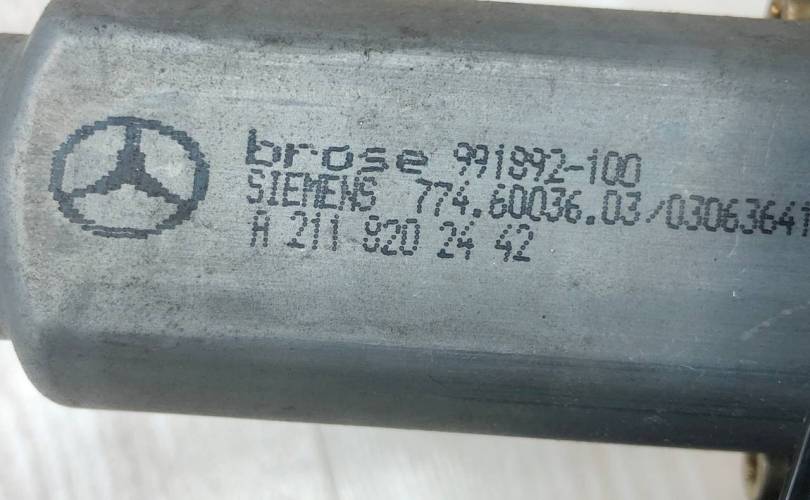 brose 991892-100
SIEMENS 774.60036.03/03063641
A 211 820 24 42